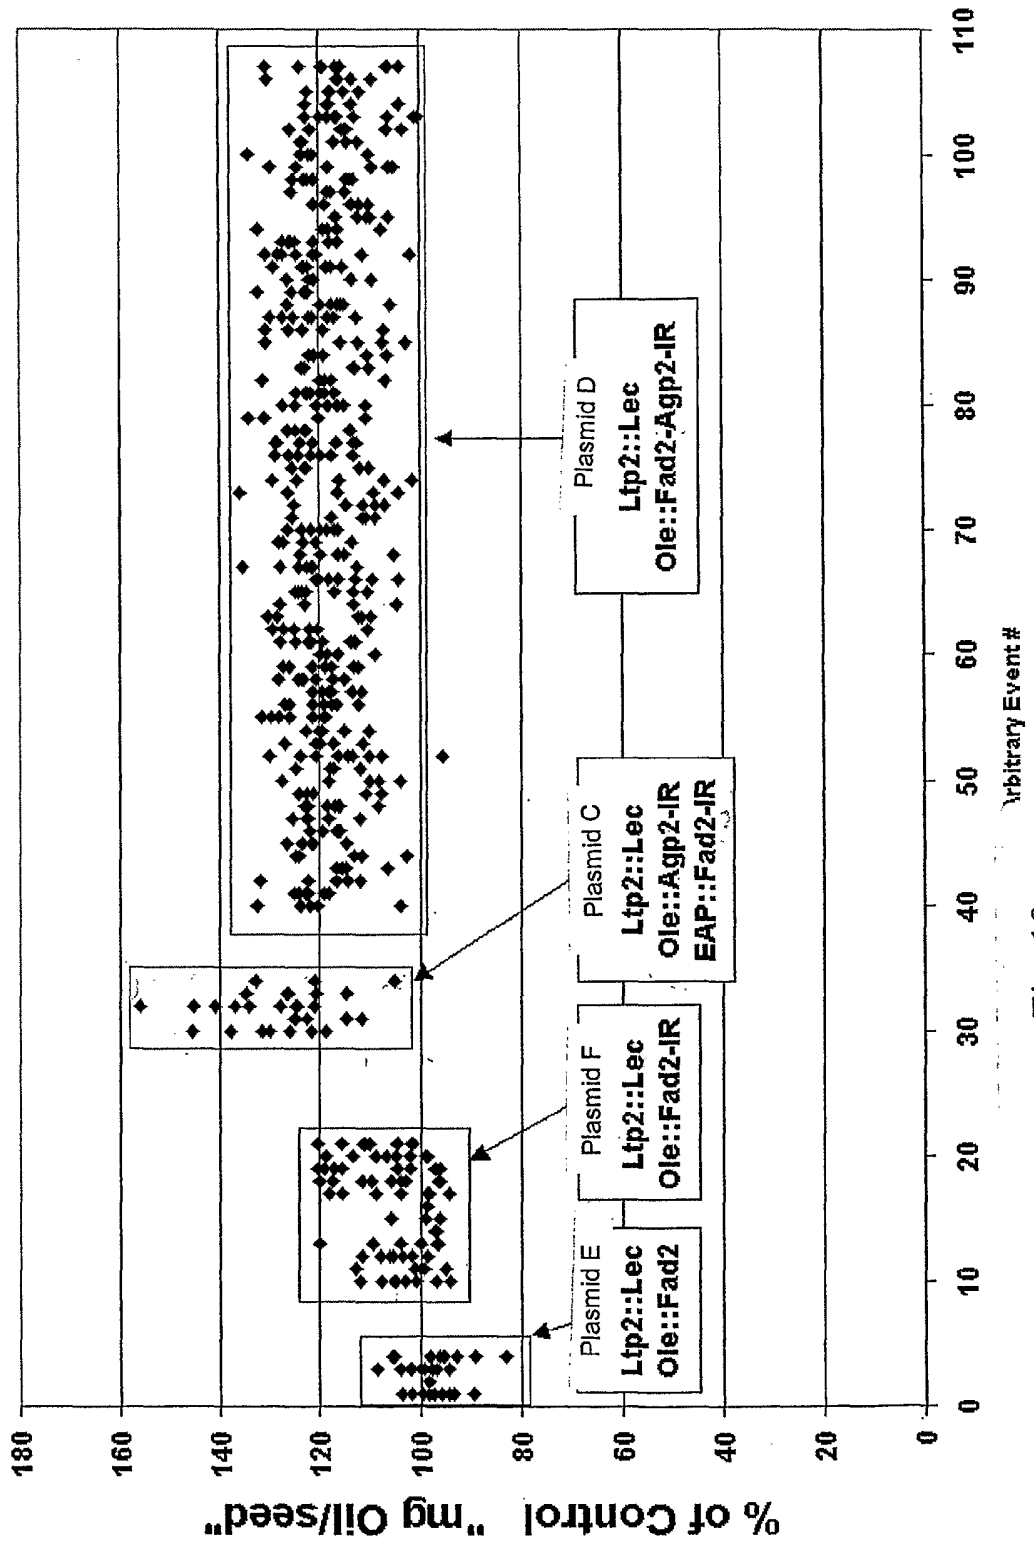 % of Control "mg Oil/seed"
180
160
140
120
100
80
60
40
20
0
Plasmid E
Ltp2::Lec
Ole::Fad2
Plasmid F
Ltp2::Lec
Ole::Fad2-IR
Plasmid C
Ltp2::Lec
Ole::Agp2-IR
EAP::Fad2-IR
Plasmid D
Ltp2::Lec
Ole::Fad2-Agp2-IR
0
10
20
30
40
50
60
70
80
90
100
110
rbitrary Event #